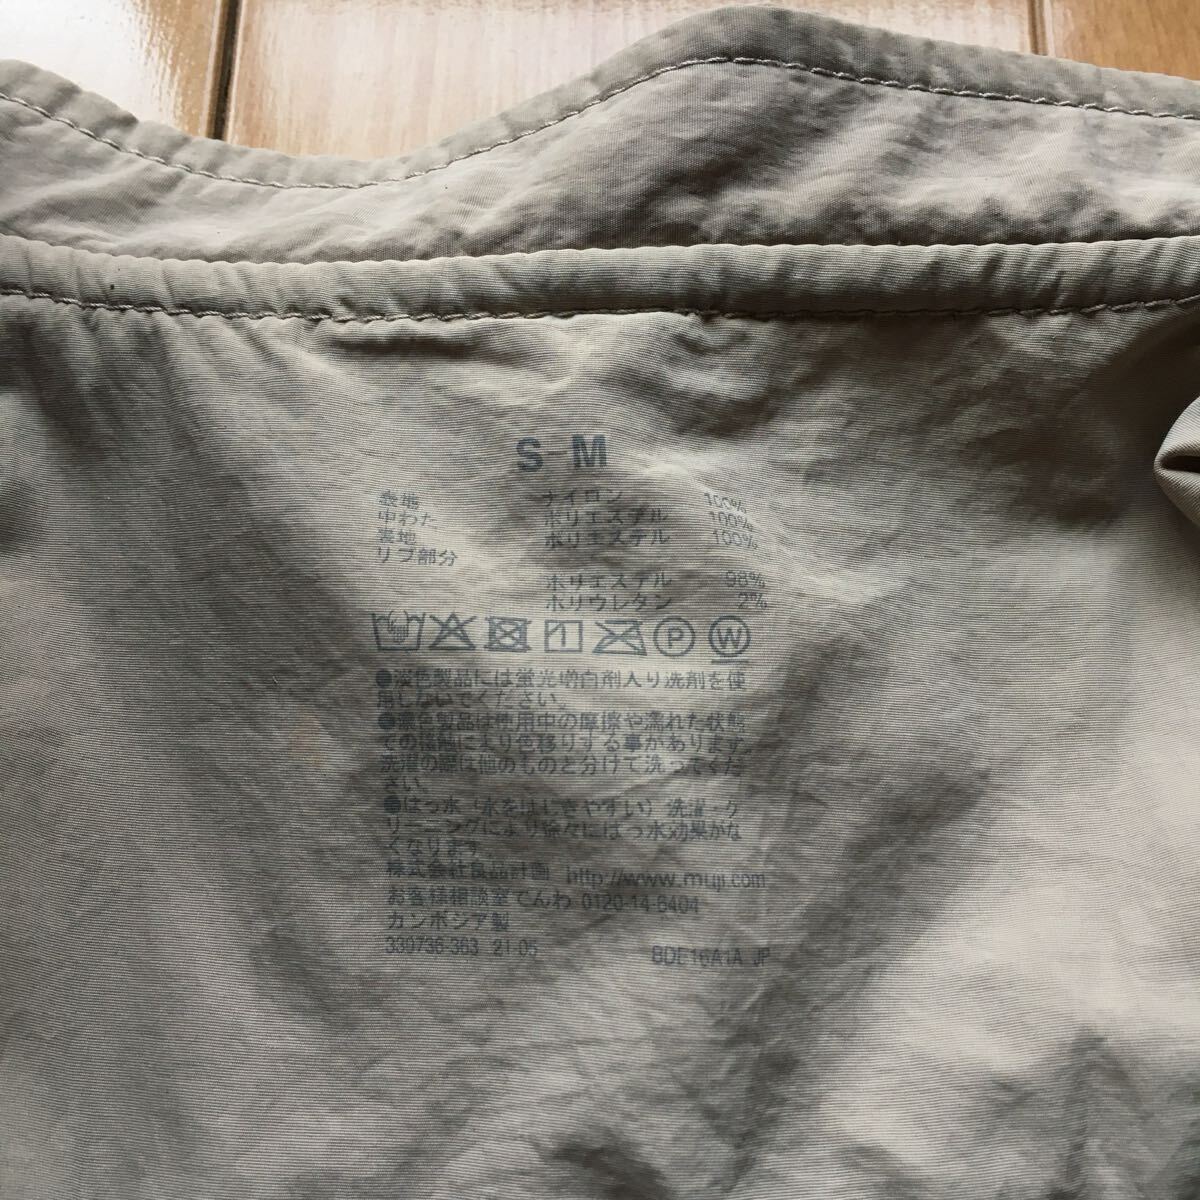 S-M
表地 ナイロン 100%
中わた ポリエステル 100%
裏地 ポリエステル 100%
リブ部分
ポリエステル 98%
ポリウレタン 2%
P W
●淡色製品には蛍光増白剤入り洗剤を使
用しないでください。
●濃色製品は使用中の摩擦や濡れた状態
での接触により色移りする事があります。
洗濯の際は他のものと分けて洗ってくだ
さい。
●はっ水（水をはじきやすい）洗濯・ク
リーニングにより徐々にはっ水効果がな
くなります。
株式会社良品計画 http://www.muji.com
お客様相談室でんわ 0120-14-6404
カンボジア製
339736-363 21.05 BDE16A1A JP